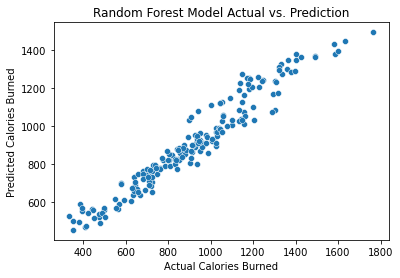 Random Forest Model Actual vs. Prediction
1400
1200
1000
800
600
Predicted Calories Burned
400 600 800 1000 1200 1400 1600 1800
Actual Calories Burned